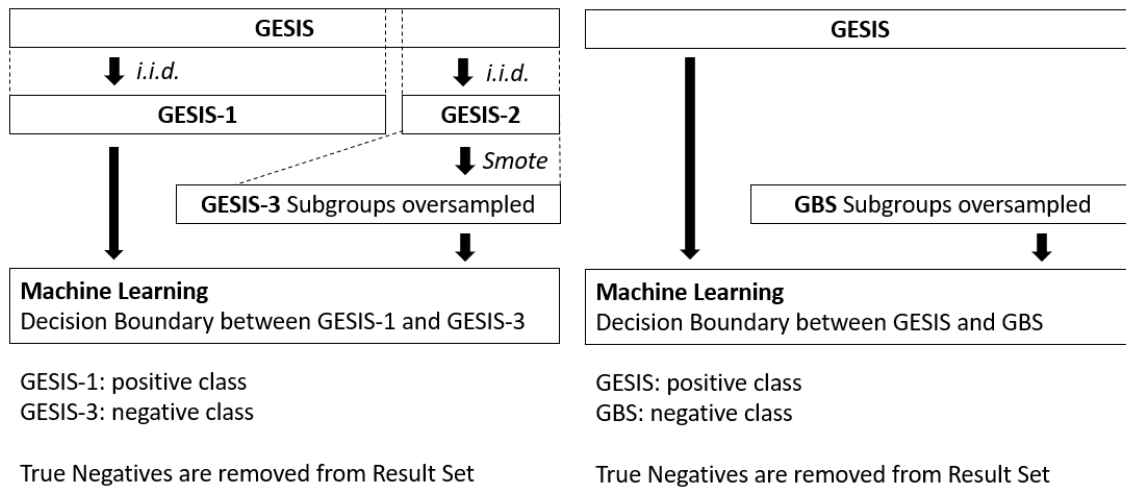 GESIS
i.i.d.
i.i.d.
GESIS-1
GESIS-2
Smote
GESIS-3 Subgroups oversampled
Machine Learning
Decision Boundary between GESIS-1 and GESIS-3
GESIS-1: positive class
GESIS-3: negative class
True Negatives are removed from Result Set
GESIS
GBS Subgroups oversampled
Machine Learning
Decision Boundary between GESIS and GBS
GESIS: positive class
GBS: negative class
True Negatives are removed from Result Set